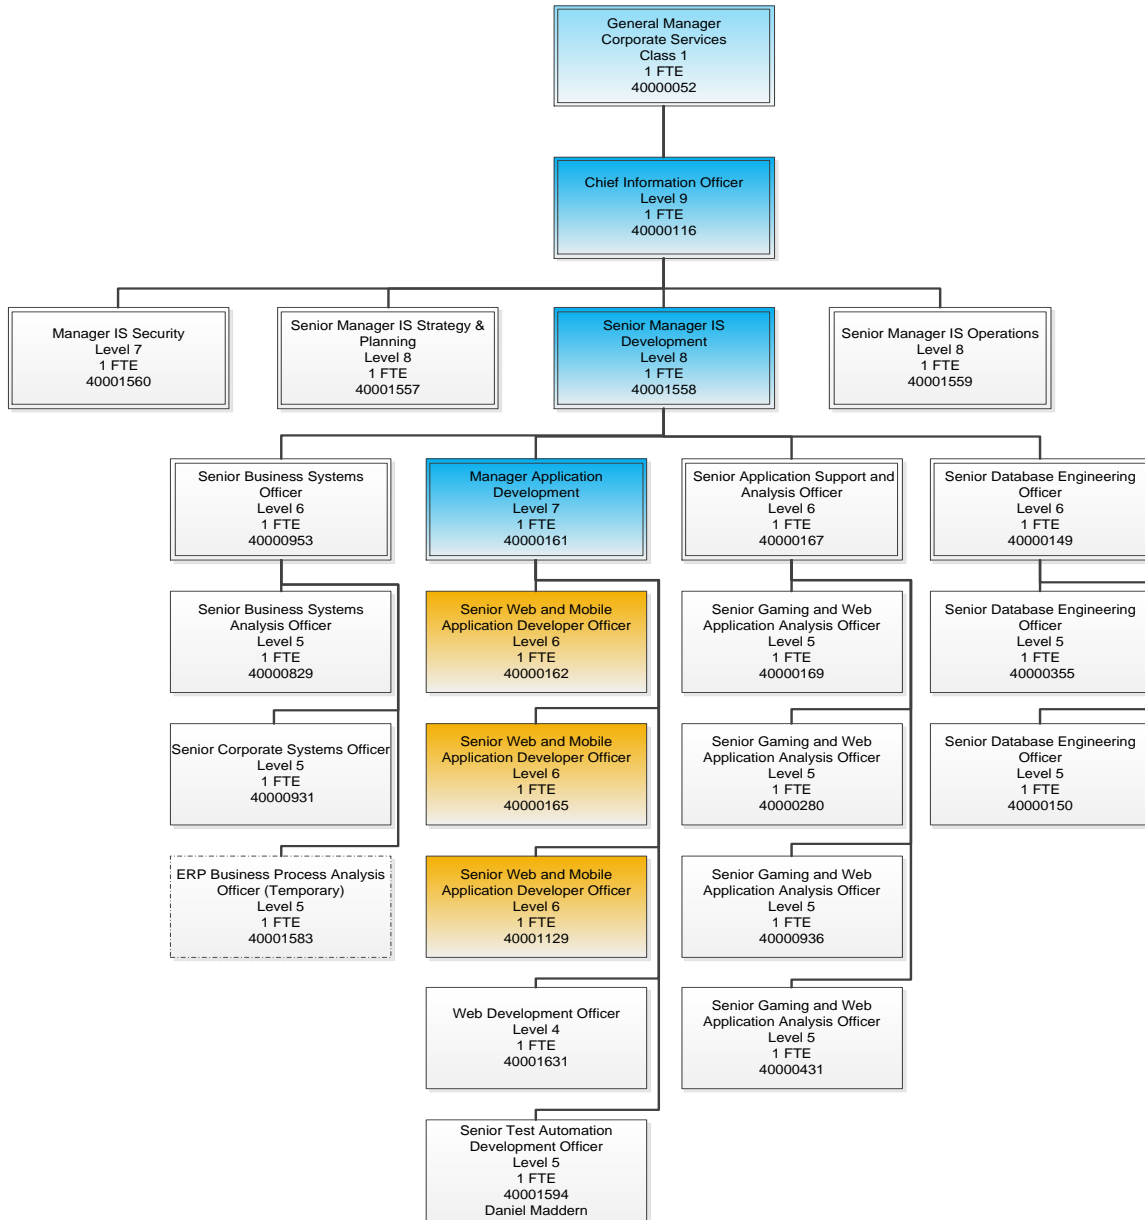 General Manager
Corporate Services
Class 1
1 FTE
40000052
Chief Information Officer
Level 9
1 FTE
40000116
Manager IS Security
Level 7
1 FTE
40001560
Senior Manager IS Strategy &
Planning
Level 8
1 FTE
40001557
Senior Manager IS
Development
Level 8
1 FTE
40001558
Senior Manager IS Operations
Level 8
1 FTE
40001559
Senior Business Systems
Officer
Level 6
1 FTE
40000953
Manager Application
Development
Level 7
1 FTE
40000161
Senior Application Support and
Analysis Officer
Level 6
1 FTE
40000167
Senior Database Engineering
Officer
Level 6
1 FTE
40000149
Senior Business Systems
Analysis Officer
Level 5
1 FTE
40000829
Senior Web and Mobile
Application Developer Officer
Level 6
1 FTE
40000162
Senior Gaming and Web
Application Analysis Officer
Level 5
1 FTE
40000169
Senior Database Engineering
Officer
Level 5
1 FTE
40000355
Senior Corporate Systems Officer
Level 5
1 FTE
40000931
Senior Web and Mobile
Application Developer Officer
Level 6
1 FTE
40000165
Senior Gaming and Web
Application Analysis Officer
Level 5
1 FTE
40000280
Senior Database Engineering
Officer
Level 5
1 FTE
40000150
ERP Business Process Analysis
Officer (Temporary)
Level 5
1 FTE
40001583
Senior Web and Mobile
Application Developer Officer
Level 6
1 FTE
40001129
Senior Gaming and Web
Application Analysis Officer
Level 5
1 FTE
40000936
Web Development Officer
Level 4
1 FTE
40001631
Senior Gaming and Web
Application Analysis Officer
Level 5
1 FTE
40000431
Senior Test Automation
Development Officer
Level 5
1 FTE
40001594
Daniel Maddern